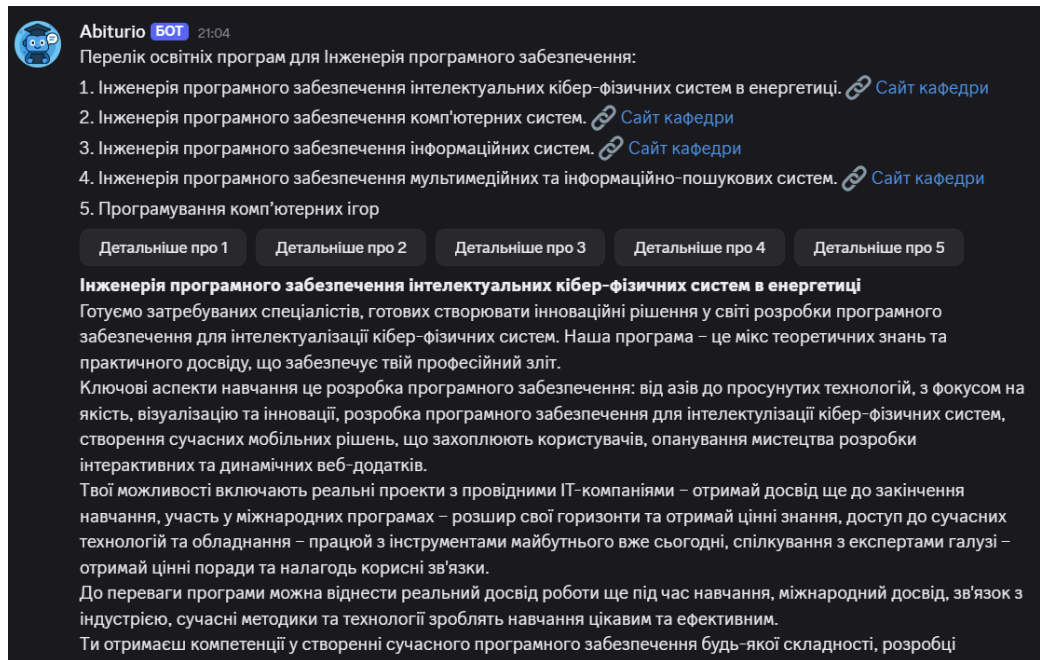 Abiturio БОТ 21:04
Перелік освітніх програм для Інженерія програмного забезпечення:
1. Інженерія програмного забезпечення інтелектуальних кібер-фізичних систем в енергетиці. Сайт кафедри
2. Інженерія програмного забезпечення комп'ютерних систем. Сайт кафедри
3. Інженерія програмного забезпечення інформаційних систем. Сайт кафедри
4. Інженерія програмного забезпечення мультимедійних та інформаційно-пошукових систем. Сайт кафедри
5. Програмування комп’ютерних ігор
Детальніше про 1 Детальніше про 2 Детальніше про 3 Детальніше про 4 Детальніше про 5
Інженерія програмного забезпечення інтелектуальних кібер-фізичних систем в енергетиці
Готуємо затребуваних спеціалістів, готових створювати інноваційні рішення у світі розробки програмного
забезпечення для інтелектуалізації кібер-фізичних систем. Наша програма – це мікс теоретичних знань та
практичного досвіду, що забезпечує твій професійний зліт.
Ключові аспекти навчання це розробка програмного забезпечення: від азів до просунутих технологій, з фокусом на
якість, візуалізацію та інновації, розробка програмного забезпечення для інтелектулізації кібер-фізичних систем,
створення сучасних мобільних рішень, що захоплюють користувачів, опанування мистецтва розробки
інтерактивних та динамічних веб-додатків.
Твої можливості включають реальні проекти з провідними ІТ-компаніями – отримай досвід ще до закінчення
навчання, участь у міжнародних програмах – розшир свої горизонти та отримай цінні знання, доступ до сучасних
технологій та обладнання – працюй з інструментами майбутнього вже сьогодні, спілкування з експертами галузі –
отримай цінні поради та налагодь корисні зв'язки.
До переваги програми можна віднести реальний досвід роботи ще під час навчання, міжнародний досвід, зв'язок з
індустрією, сучасні методики та технології зроблять навчання цікавим та ефективним.
Ти отримаєш компетенції у створенні сучасного програмного забезпечення будь-якої складності, розробці